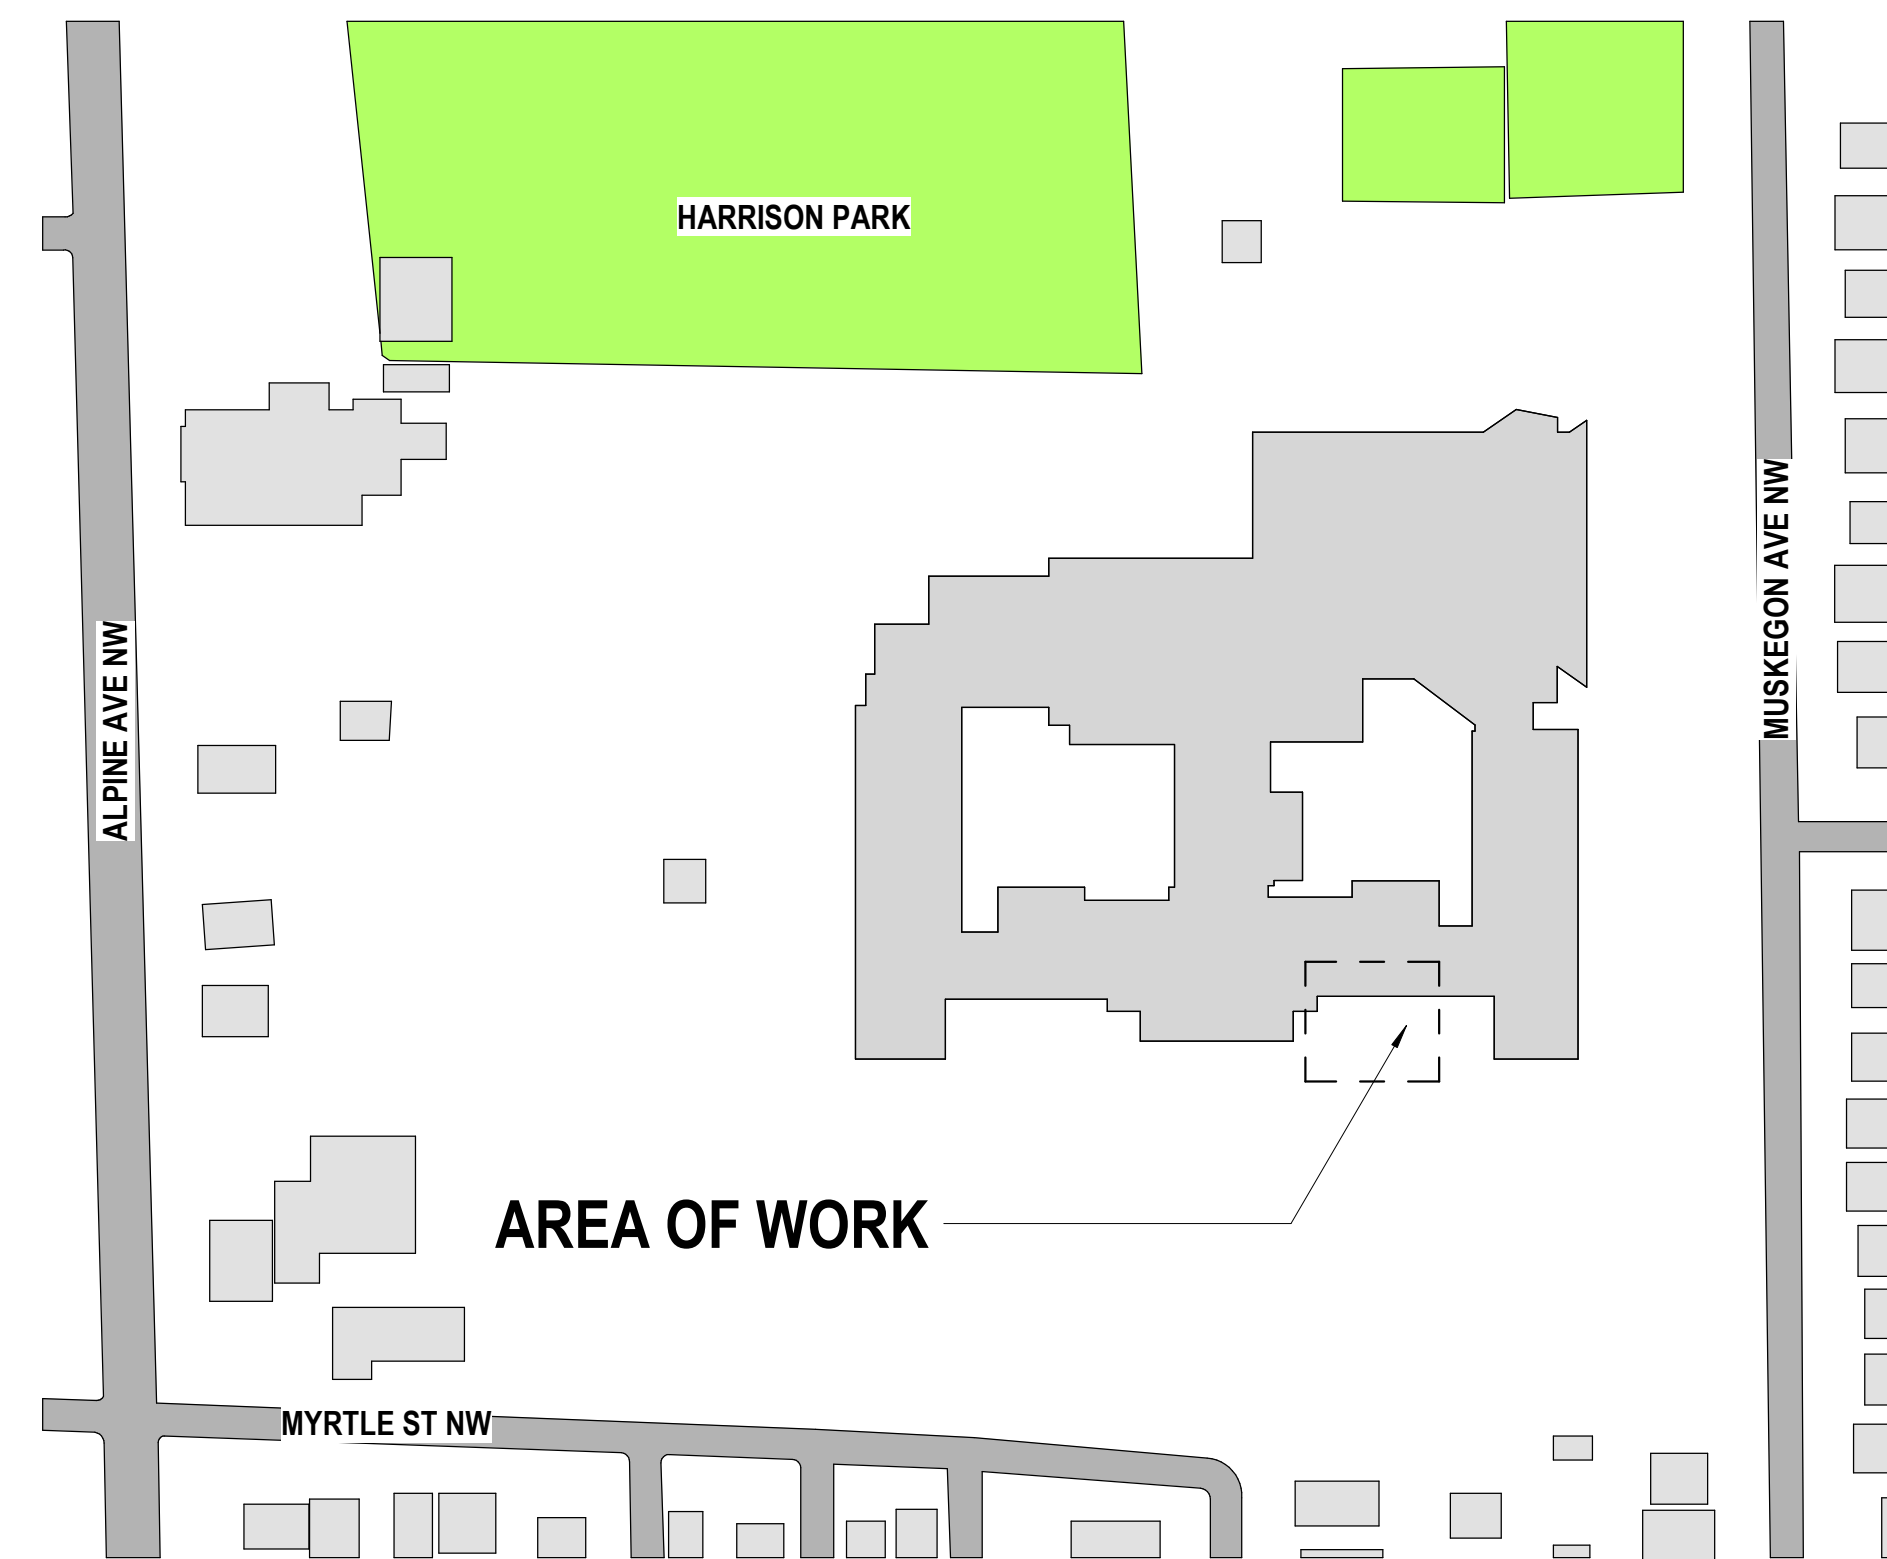 HARRISON PARK
MUSKEGON AVE NW
ALPINE AVE NW
AREA OF WORK
MYRTLE ST NW